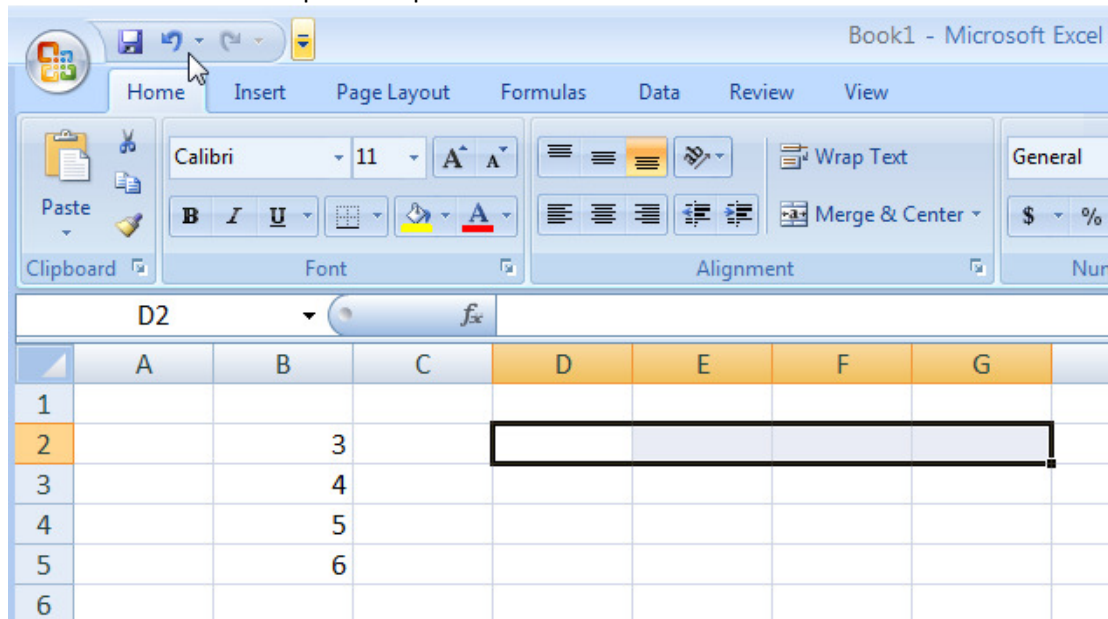 Book1 - Microsoft Excel
Home Insert Page Layout Formulas Data Review View
Calibri 11 A A Wrap Text General
Paste B I U A Merge & Center $ %
Clipboard Font Alignment Nur
D2 fx
A B C D E F G
1
2 3
3 4
4 5
5 6
6